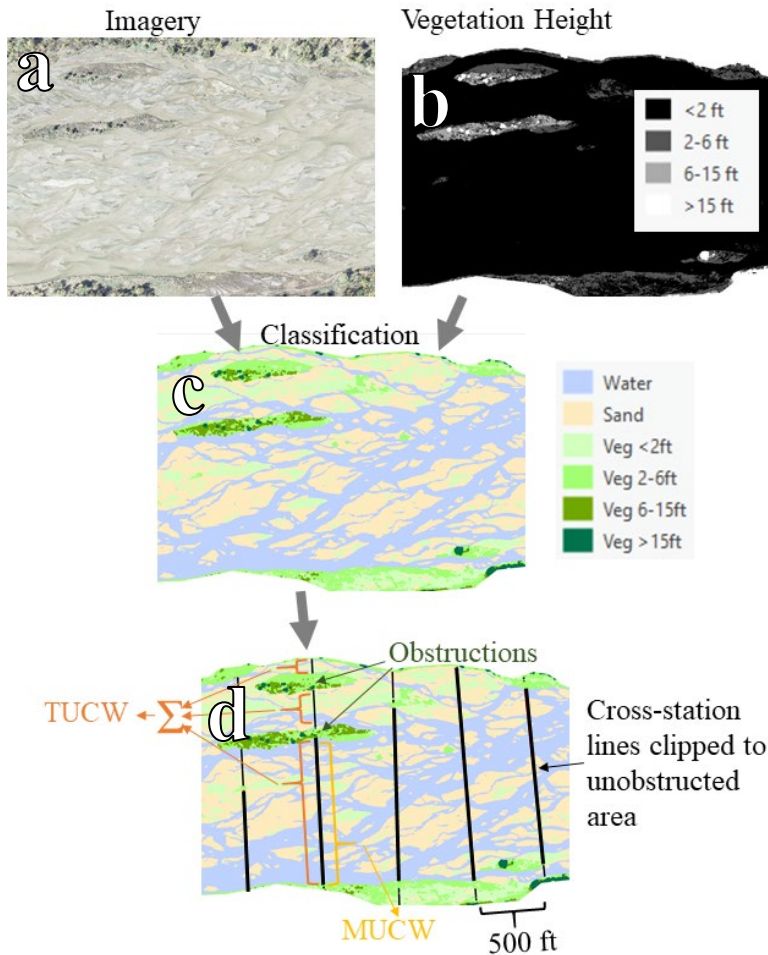 Imagery
Vegetation Height
a
b
<2 ft
2-6 ft
6-15 ft
>15 ft
Classification
c
Water
Sand
Veg <2ft
Veg 2-6ft
Veg 6-15ft
Veg >15ft
d
Obstructions
TUCW
Σ
Cross-station
lines clipped to
unobstructed
area
MUCW
500 ft